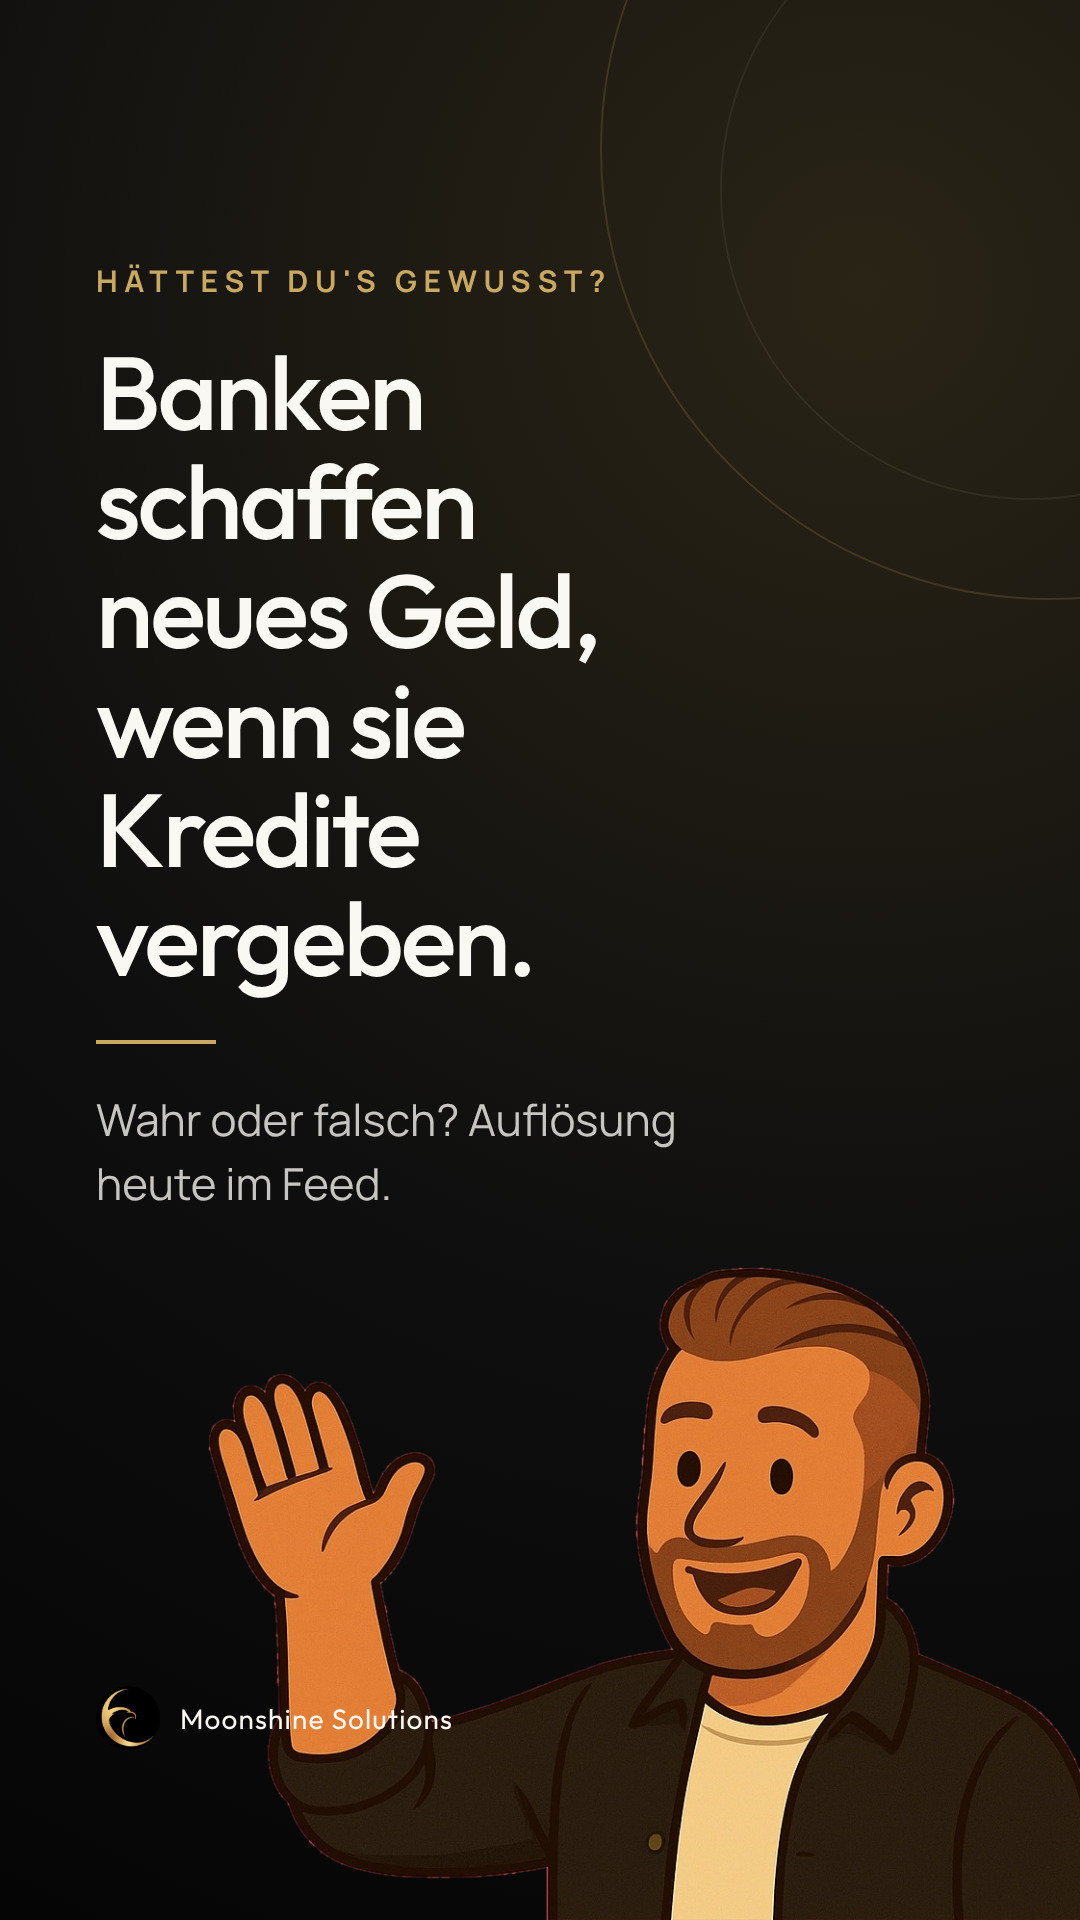 HÄTTEST DU'S GEWUSST?
Banken
schaffen
neues Geld,
wenn sie
Kredite
vergeben.
Wahr oder falsch? Auflösung
heute im Feed.
Moonshine Solutions